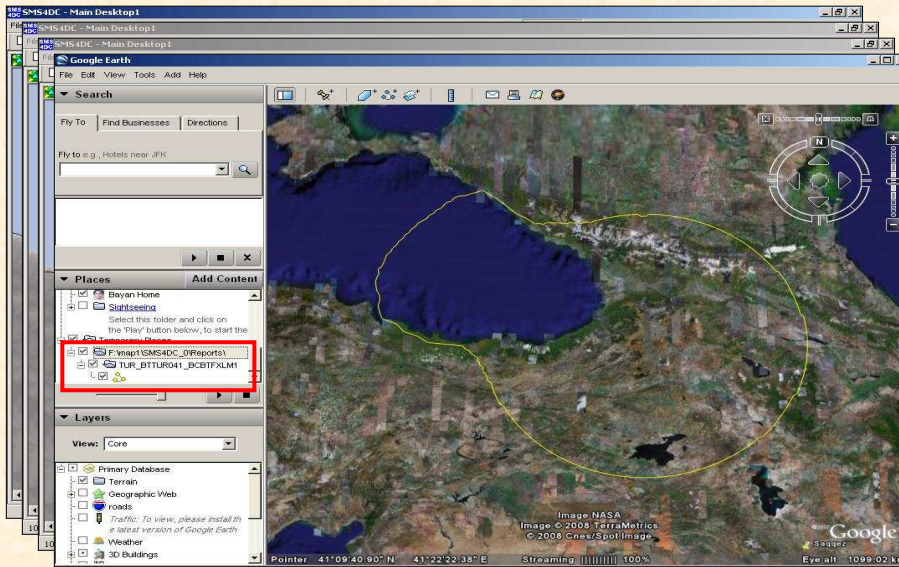 SMS4DC - Main Desktop1
SMS4DC - Main Desktop1
SMS4DC - Main Desktop1
Google Earth
File Edit View Tools Add Help
Search
Fly To Find Businesses Directions
Fly to e.g., Hotels near JFK
Places Add Content
Bayan Home
Sightseeing
Select this folder and click on
the 'Play' button below, to start the
Temporary Places
F:\map1\SMS4DC_0\Reports\
TUR_BTTUR041_BCBTFXLM1
Layers
View: Core
Primary Database
Terrain
Geographic Web
roads
Traffic: To view, please install th
e latest version of Google Earth
Weather
3D Buildings
N
Image NASA
Image © 2008 TerraMetrics
© 2008 Cnes/Spot Image
Google
Saqqez
Pointer 41°09'40.90" N 41°22'22.38" E Streaming 100% Eye alt 1099.02 k